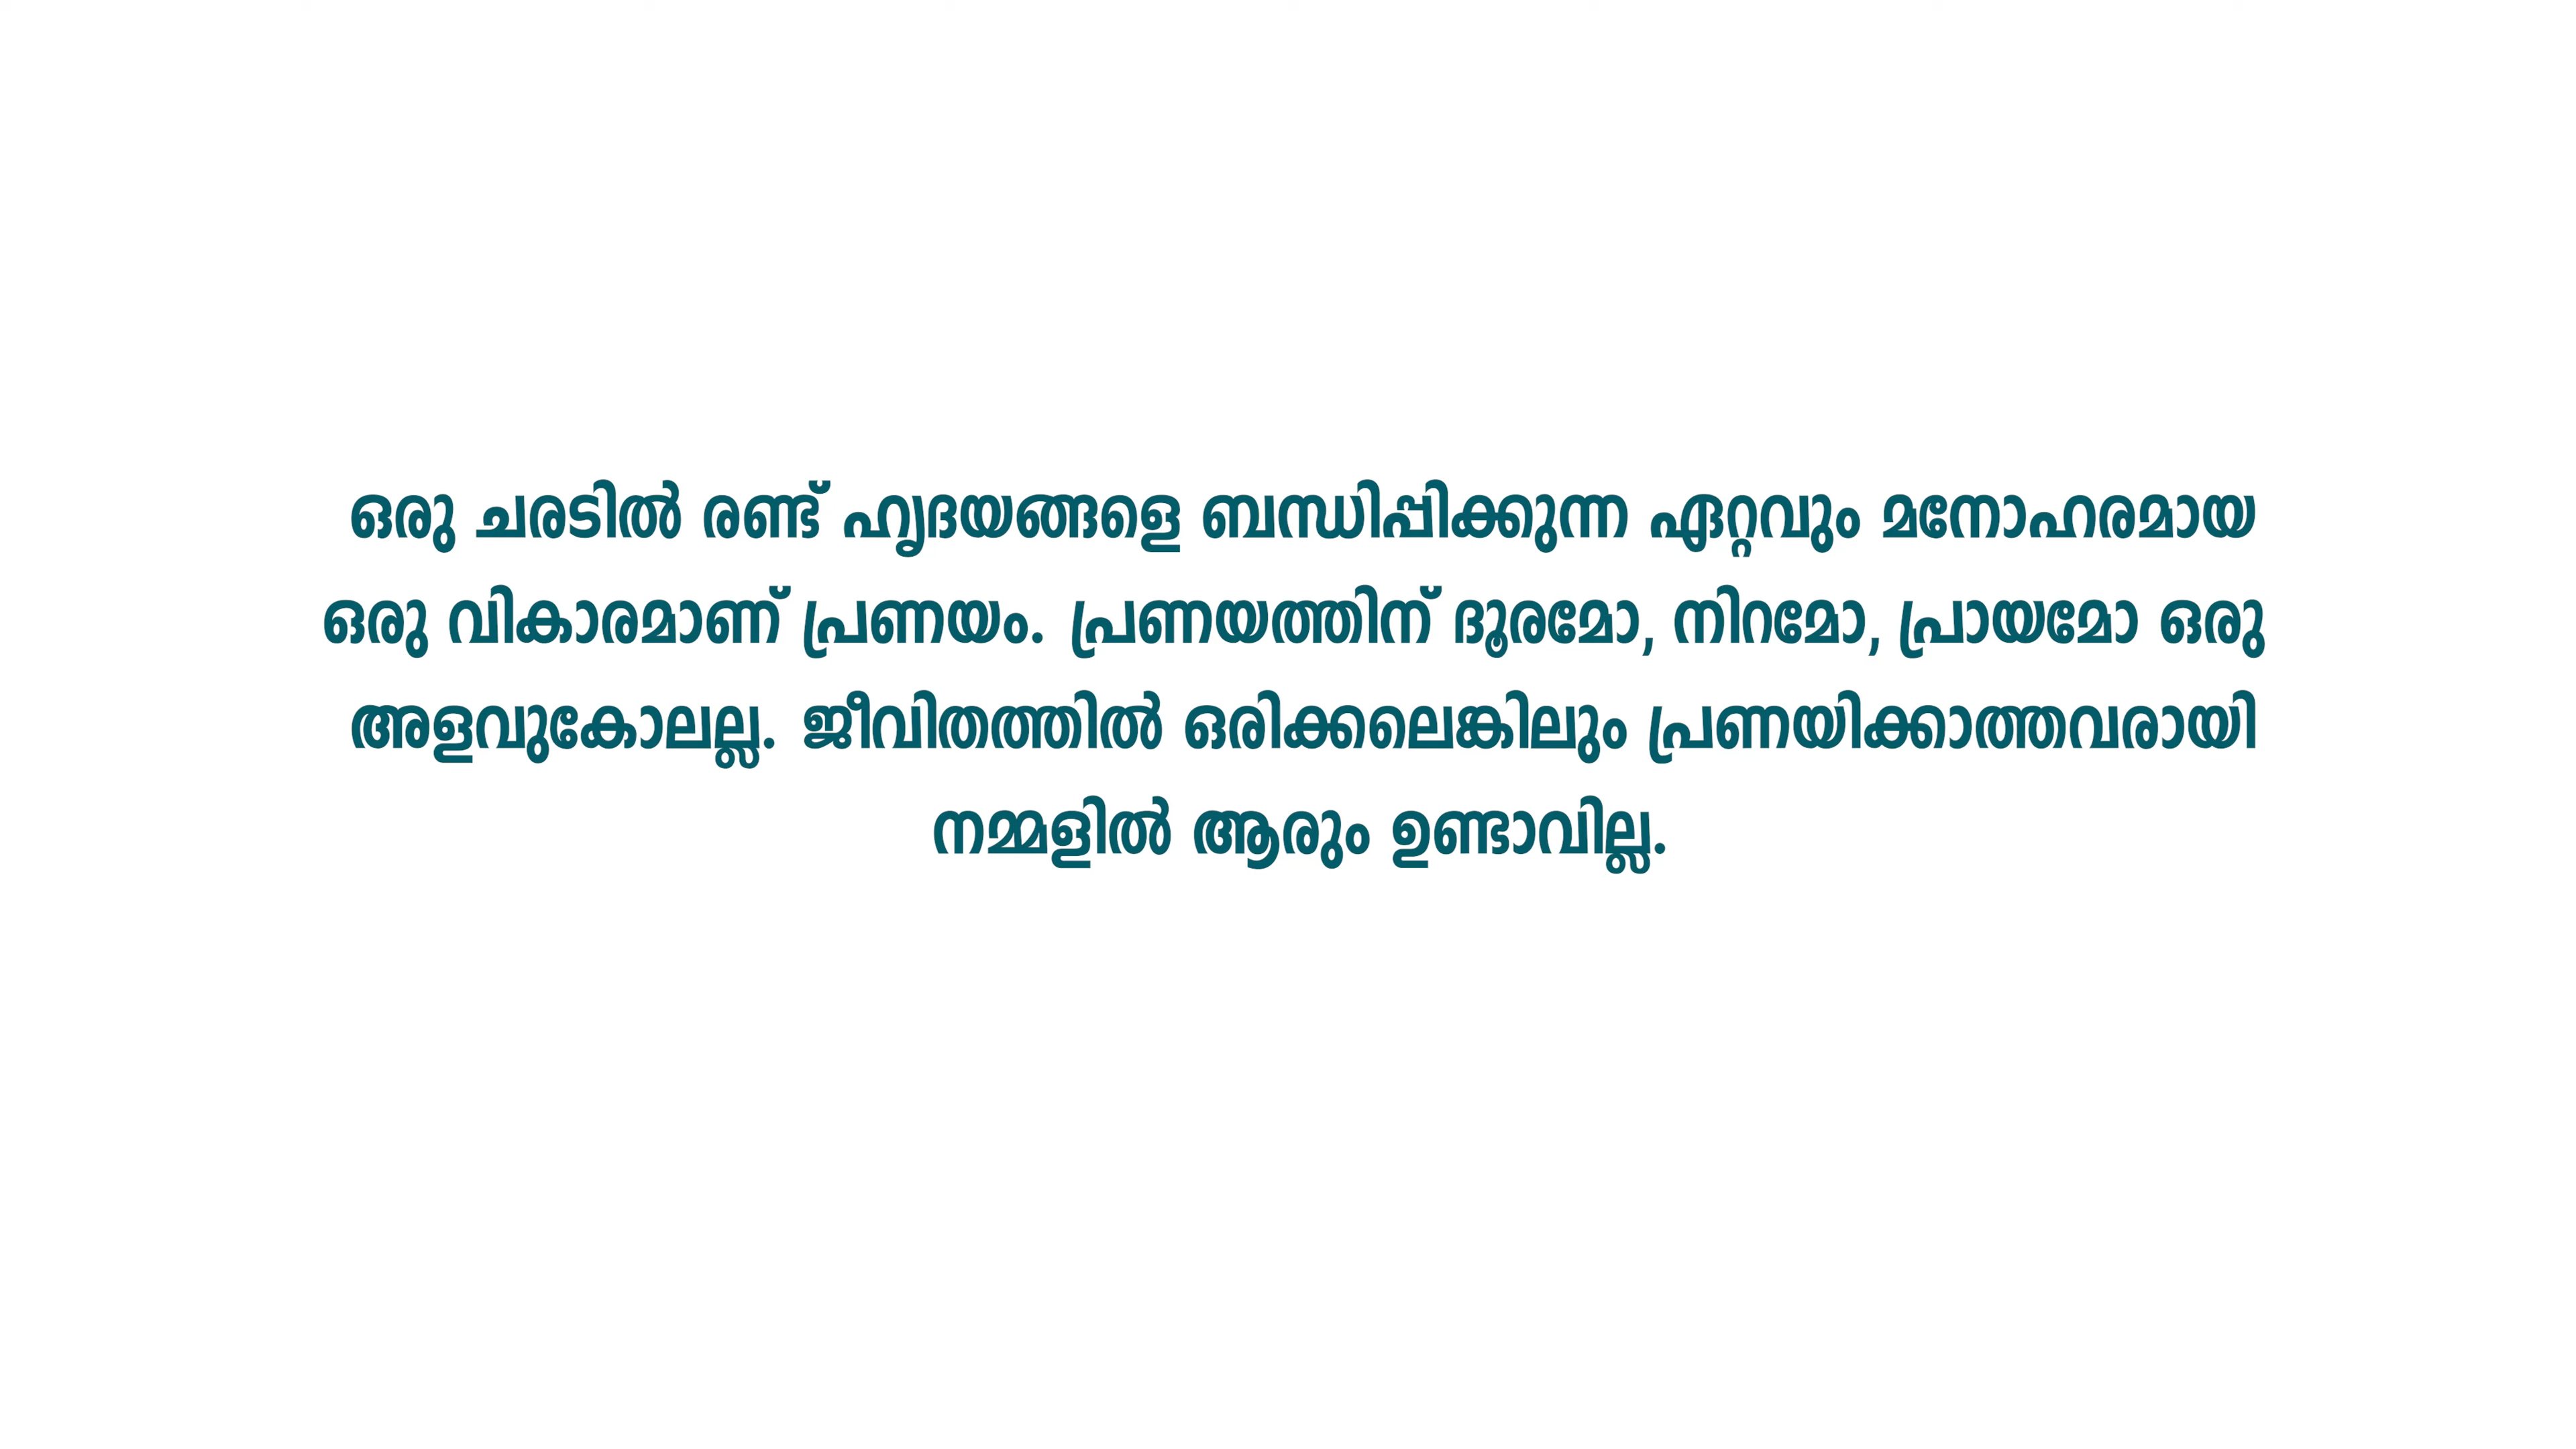 ഒരു ചരടിൽ രണ്ട് ഹൃദയങ്ങളെ ബന്ധിപ്പിക്കുന്ന ഏറ്റവും മനോഹരമായ
ഒരു വികാരമാണ് പ്രണയം. പ്രണയത്തിന് ദൂരമോ, നിറമോ, പ്രായമോ ഒരു
അളവുകോലല്ല. ജീവിതത്തിൽ ഒരിക്കലെങ്കിലും പ്രണയിക്കാത്തവരായി
നമ്മളിൽ ആരും ഉണ്ടാവില്ല.